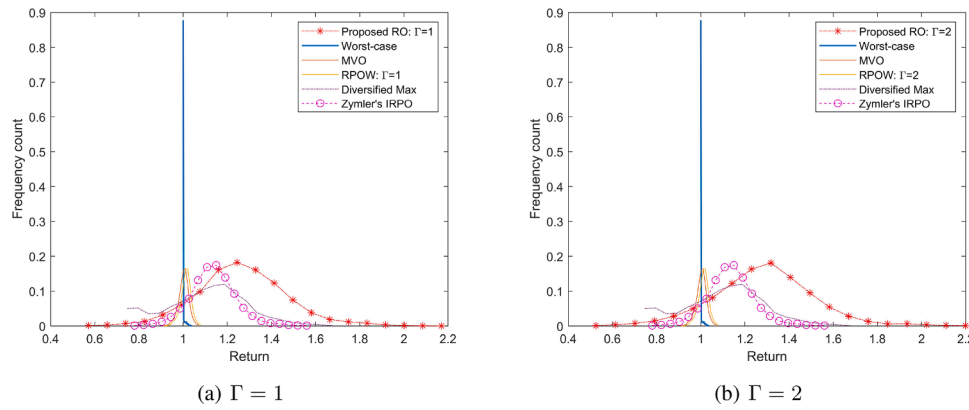 0.9
0.8
0.7
0.6
0.5
0.4
0.3
0.2
0.1
0
Frequency count
0.4 0.6 0.8 1 1.2 1.4 1.6 1.8 2 2.2
Return
Proposed RO: Γ=1
Worst-case
MVO
RPOW: Γ=1
Diversified Max
Zymler's IRPO
(a) Γ = 1
0.9
0.8
0.7
0.6
0.5
0.4
0.3
0.2
0.1
0
Frequency count
0.4 0.6 0.8 1 1.2 1.4 1.6 1.8 2 2.2
Return
Proposed RO: Γ=2
Worst-case
MVO
RPOW: Γ=2
Diversified Max
Zymler's IRPO
(b) Γ = 2